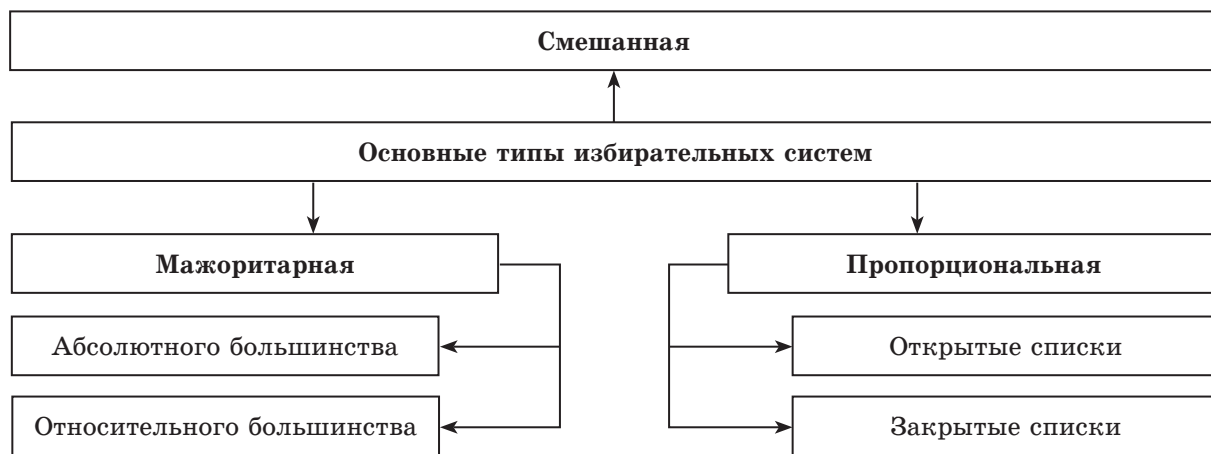 Смешанная
Основные типы избирательных систем
Мажоритарная
Пропорциональная
Абсолютного большинства
Открытые списки
Относительного большинства
Закрытые списки